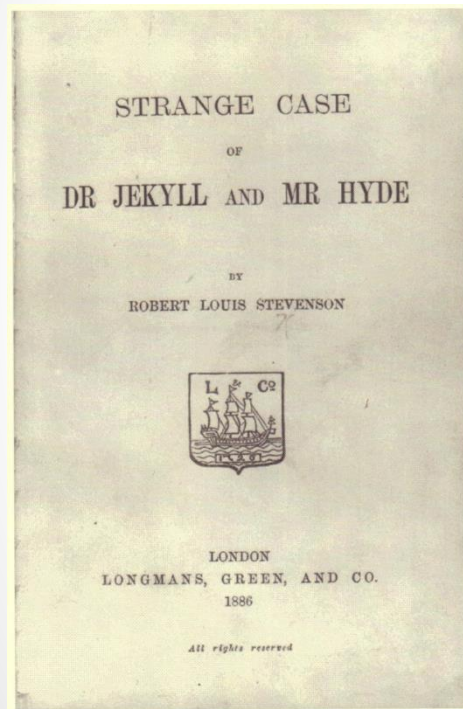 STRANGE CASE
OF
DR JEKYLL AND MR HYDE
BY
ROBERT LOUIS STEVENSON
L Co
LONDON
LONGMANS, GREEN, AND CO.
1886
All rights reserved